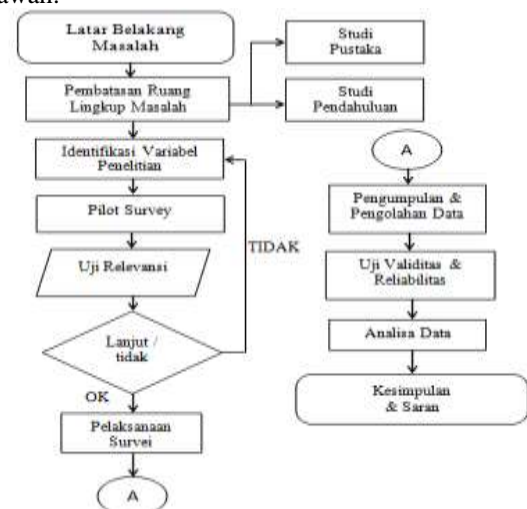 Latar Belakang
Masalah
Studi
Pustaka
Pembatasan Ruang
Lingkup Masalah
Studi
Pendahuluan
Identifikasi Variabel
Penelitian
Pilot Survey
Uji Relevansi
TIDAK
Lanjut /
tidak
OK
Pelaksanaan
Survei
A
A
Pengumpulan &
Pengolahan Data
Uji Validitas &
Reliabilitas
Analisa Data
Kesimpulan
& Saran